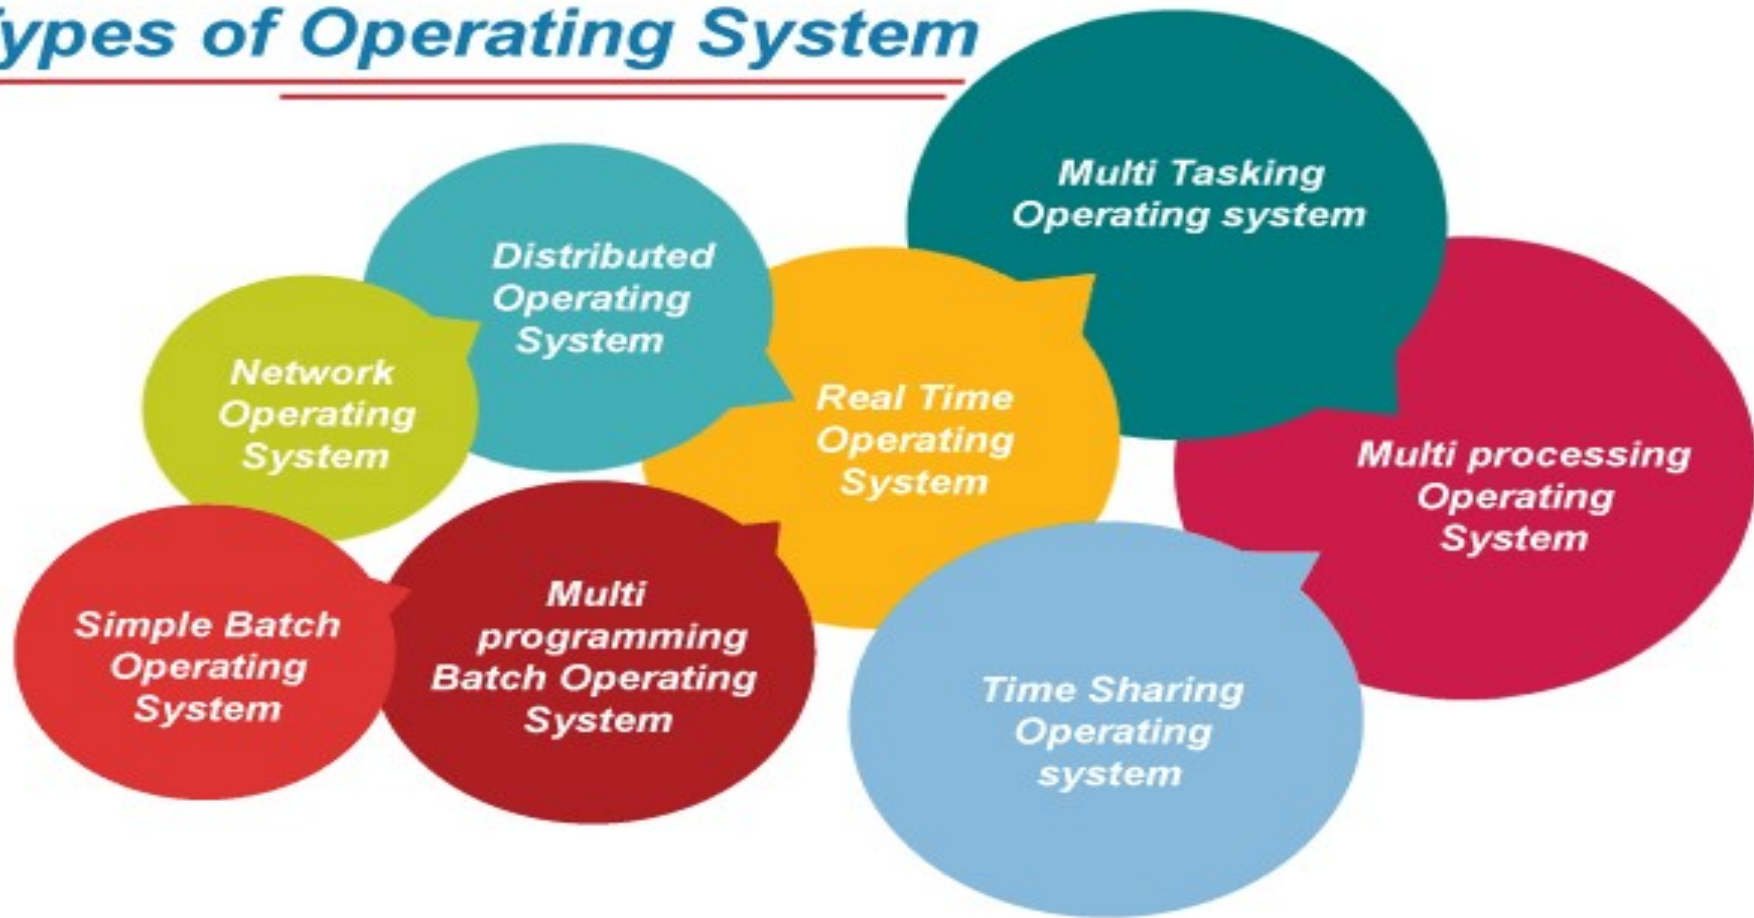 ypes of Operating System
Multi Tasking
Operating system
Distributed
Operating
System
Network
Operating
System
Real Time
Operating
System
Multi processing
Operating
System
Simple Batch
Operating
System
Multi
programming
Batch Operating
System
Time Sharing
Operating
system